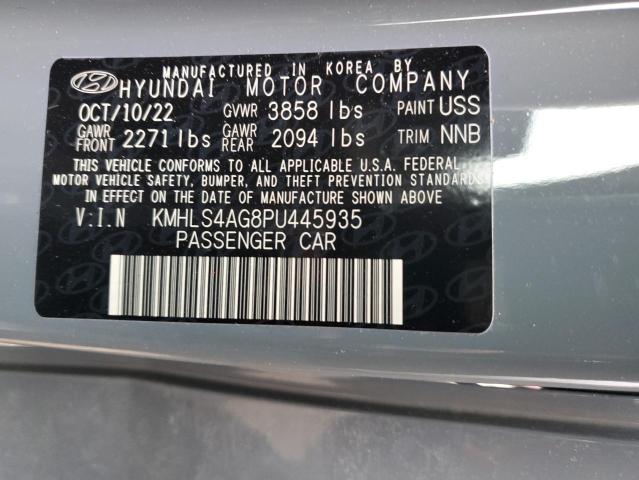 MANUFACTURED IN KOREA BY
HYUNDAI MOTOR COMPANY
OCT/10/22 GVWR 3858 lbs PAINT USS
GAWR FRONT 2271 lbs GAWR REAR 2094 lbs TRIM NNB
THIS VEHICLE CONFORMS TO ALL APPLICABLE U.S.A. FEDERAL
MOTOR VEHICLE SAFETY, BUMPER, AND THEFT PREVENTION STANDARDS
IN EFFECT ON THE DATE OF MANUFACTURE SHOWN ABOVE
V.I.N KMHLS4AG8PU445935
PASSENGER CAR